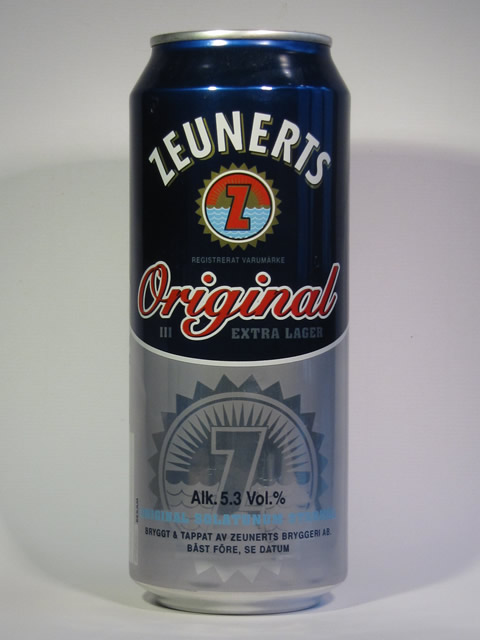 ZEUNERTS
Z
REGISTRERAT VARUMÄRKE
Original
III EXTRA LAGER
Z
Alk. 5.3 Vol.%
BRYGGT & TAPPAT AV ZEUNERTS BRYGGERI AB.
BÄST FÖRE, SE DATUM